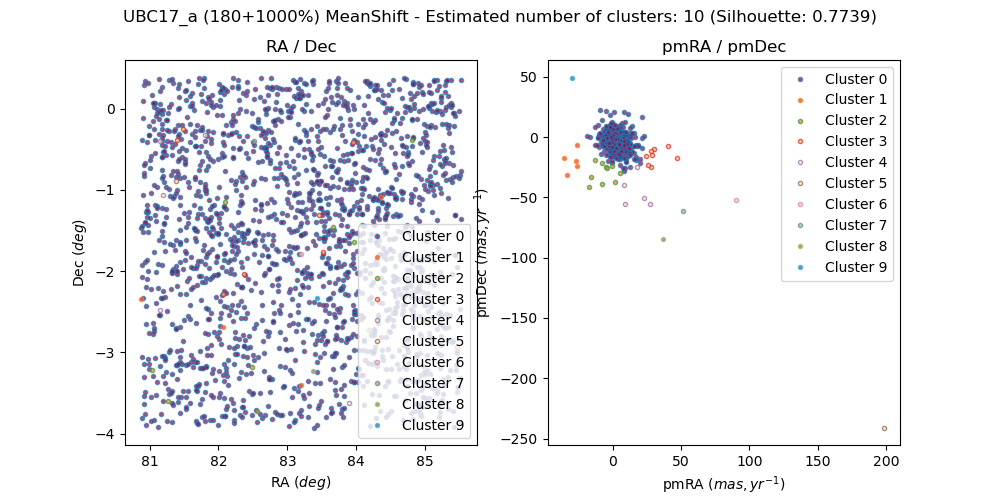 UBC17_a (180+1000%) MeanShift - Estimated number of clusters: 10 (Silhouette: 0.7739)
RA / Dec
0
−1
−2
−3
−4
Dec (deg)
81 82 83 84 85
RA (deg)
Cluster 0
Cluster 1
Cluster 2
Cluster 3
Cluster 4
Cluster 5
Cluster 6
Cluster 7
Cluster 8
Cluster 9
pmRA / pmDec
50
0
−50
−100
−150
−200
−250
pmDec (mas, yr⁻¹)
0 50 100 150 200
pmRA (mas, yr⁻¹)
Cluster 0
Cluster 1
Cluster 2
Cluster 3
Cluster 4
Cluster 5
Cluster 6
Cluster 7
Cluster 8
Cluster 9